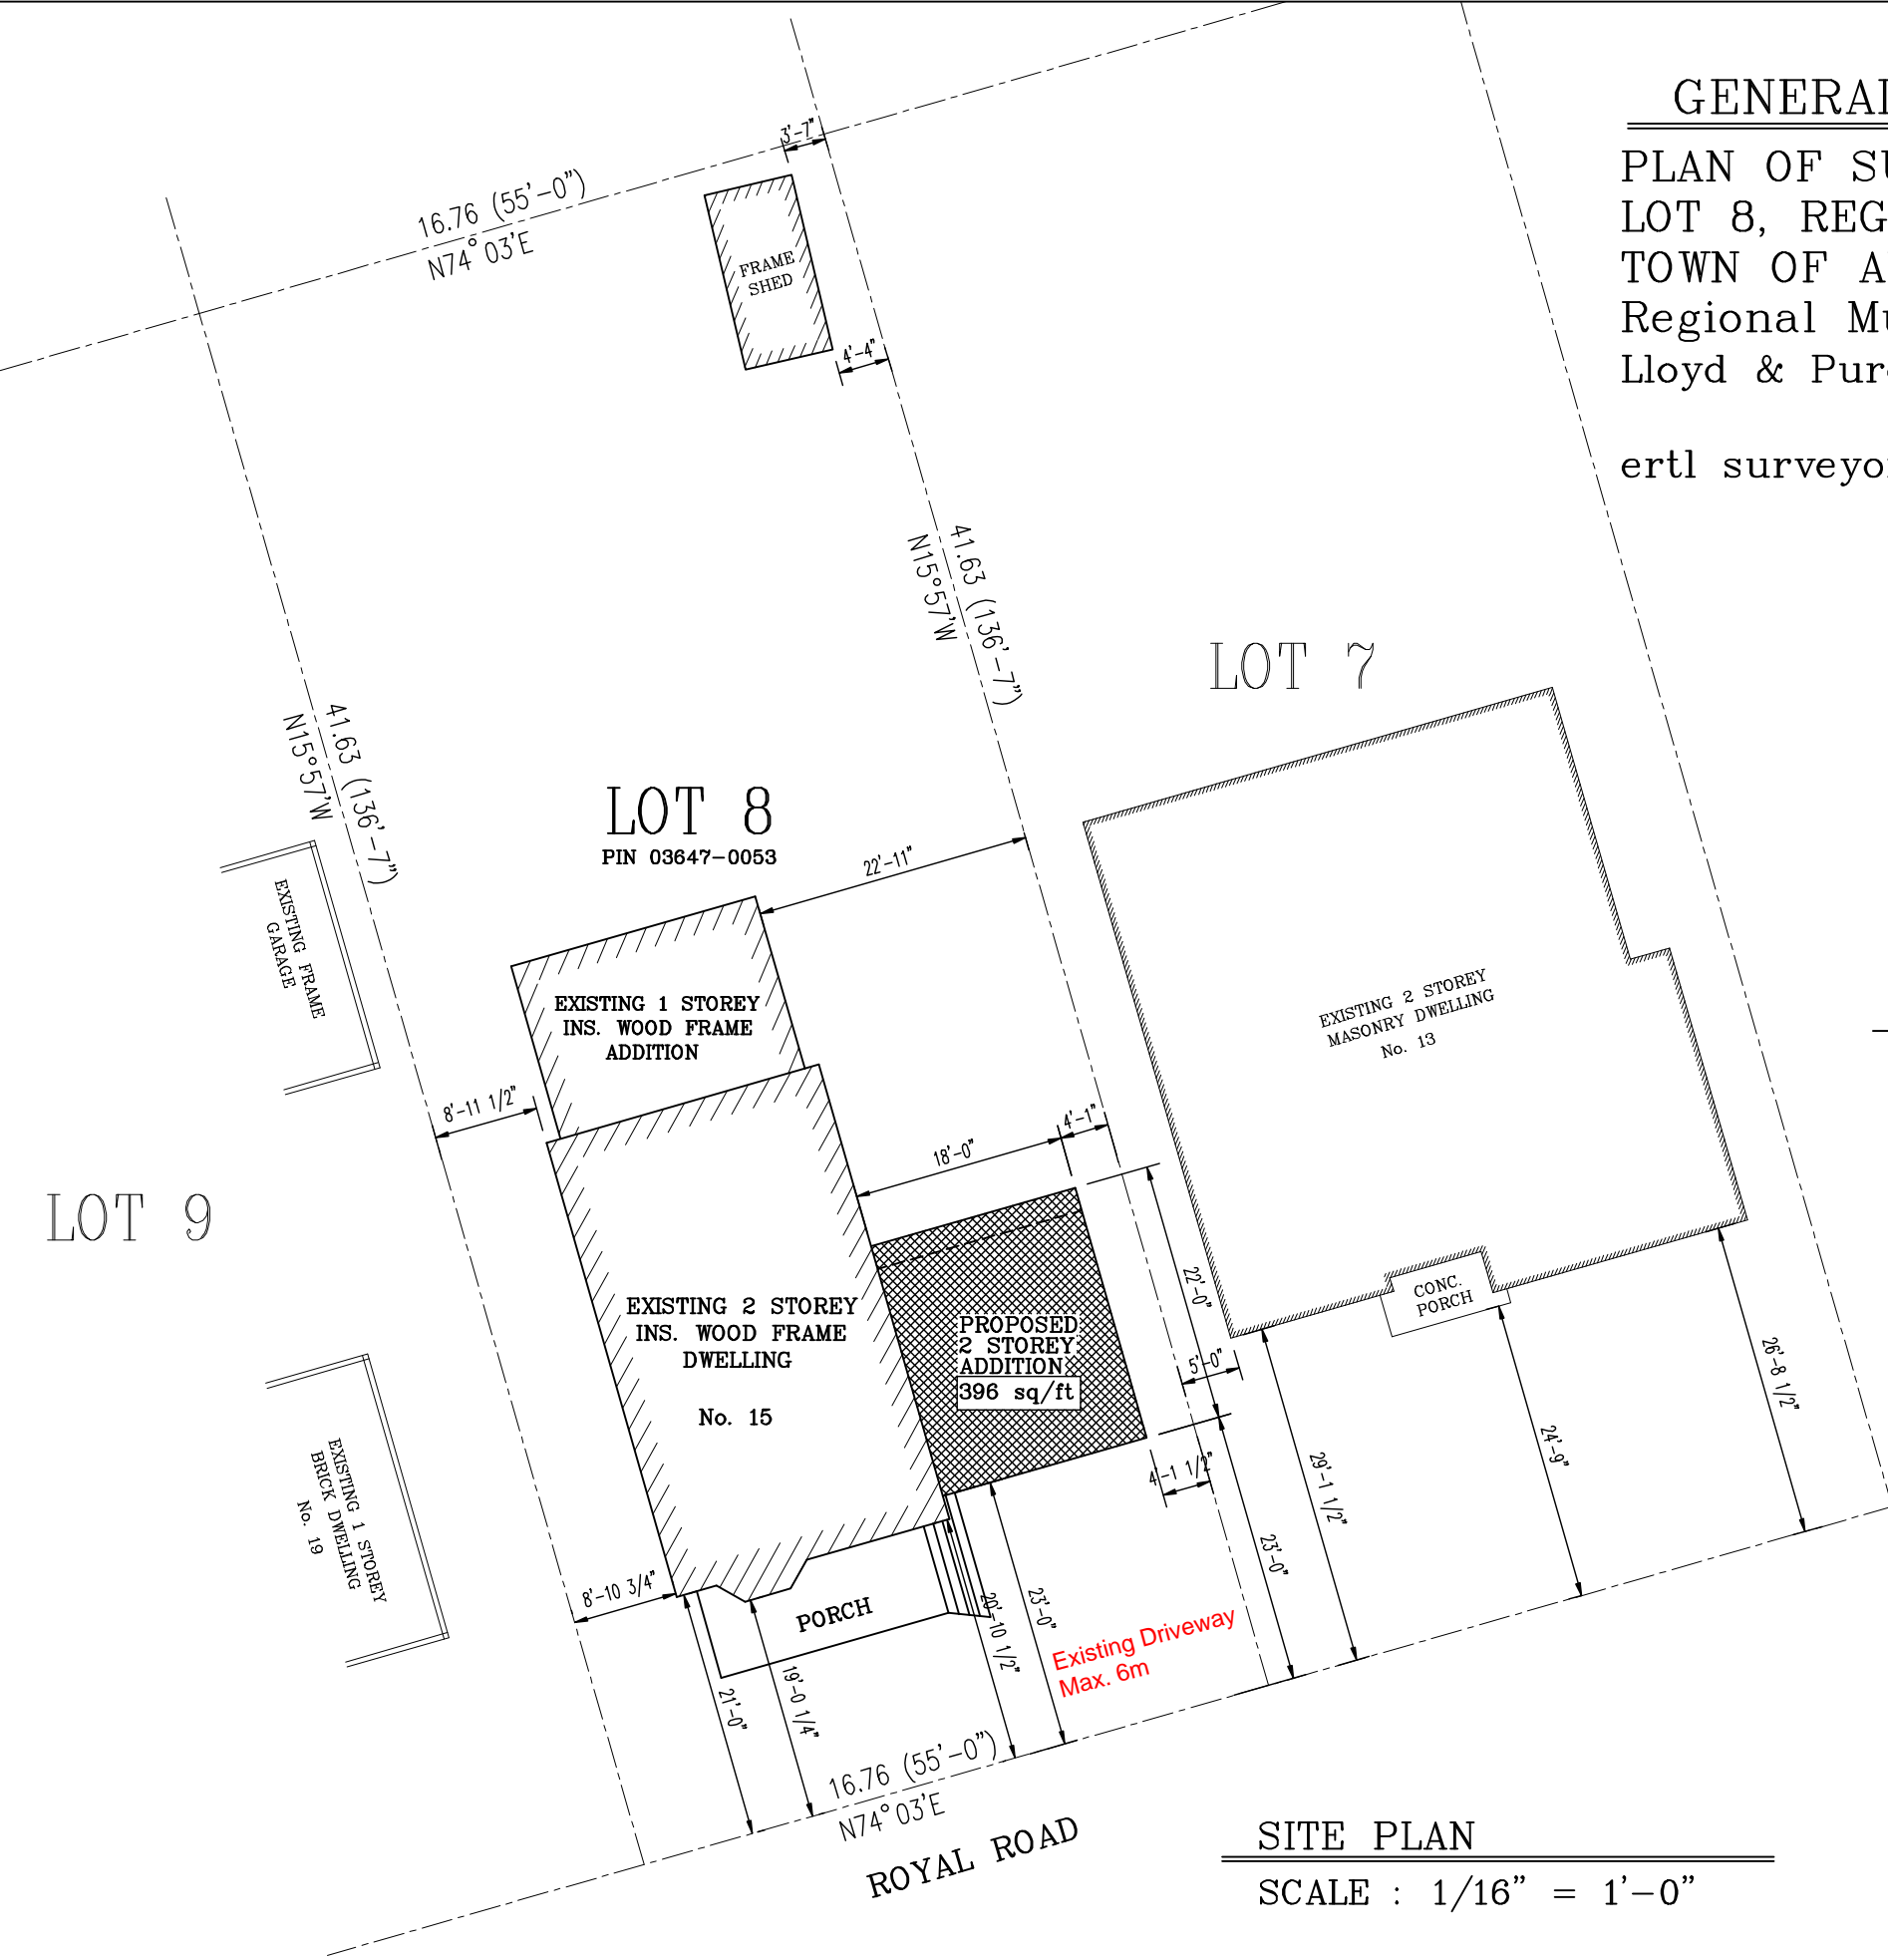 GENERAL
PLAN OF SU
LOT 8, REG
TOWN OF A
Regional Mu
Lloyd & Pur
ertl surveyo
3'-7"
16.76 (55'-0")
N74°03'E
FRAME
SHED
4'-4"
41.63 (136'-7")
N15°57'W
LOT 7
41.63 (136'-7")
N15°57'W
LOT 8
PIN 03647-0053
22'-11"
EXISTING FRAME
GARAGE
EXISTING 1 STOREY
INS. WOOD FRAME
ADDITION
EXISTING 2 STOREY
MASONRY DWELLING
No. 13
8'-11 1/2"
4'-1"
18'-0"
LOT 9
22'-0"
CONC.
PORCH
EXISTING 2 STOREY
INS. WOOD FRAME
DWELLING
No. 15
PROPOSED
2 STOREY
ADDITION
396 sq/ft
5'-0"
26'-8 1/2"
4'-1 1/2"
29'-1 1/2"
24'-9"
EXISTING 1 STOREY
BRICK DWELLING
No. 19
23'-0"
8'-10 3/4"
PORCH
20'-10 1/2"
23'-0"
Existing Driveway
Max. 6m
21'-0"
19'-0 1/4"
16.76 (55'-0")
N74°03'E
ROYAL ROAD
SITE PLAN
SCALE : 1/16" = 1'-0"